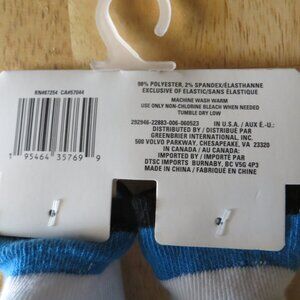 RN#67254 CA#57044
1 95464 35769 9
98% POLYESTER, 2% SPANDEX/ÉLASTHANNE
EXCLUSIVE OF ELASTIC/SANS ÉLASTIQUE
MACHINE WASH WARM
USE ONLY NON-CHLORINE BLEACH WHEN NEEDED
TUMBLE DRY LOW
292946-22883-006-060523
IN U.S.A. / AUX É.-U.:
DISTRIBUTED BY / DISTRIBUÉ PAR
GREENBRIER INTERNATIONAL, INC.
500 VOLVO PARKWAY, CHESAPEAKE, VA 23320
IN CANADA / AU CANADA:
IMPORTED BY / IMPORTÉ PAR
DTSC IMPORTS BURNABY, BC V5G 4P3
MADE IN CHINA / FABRIQUÉ EN CHINE